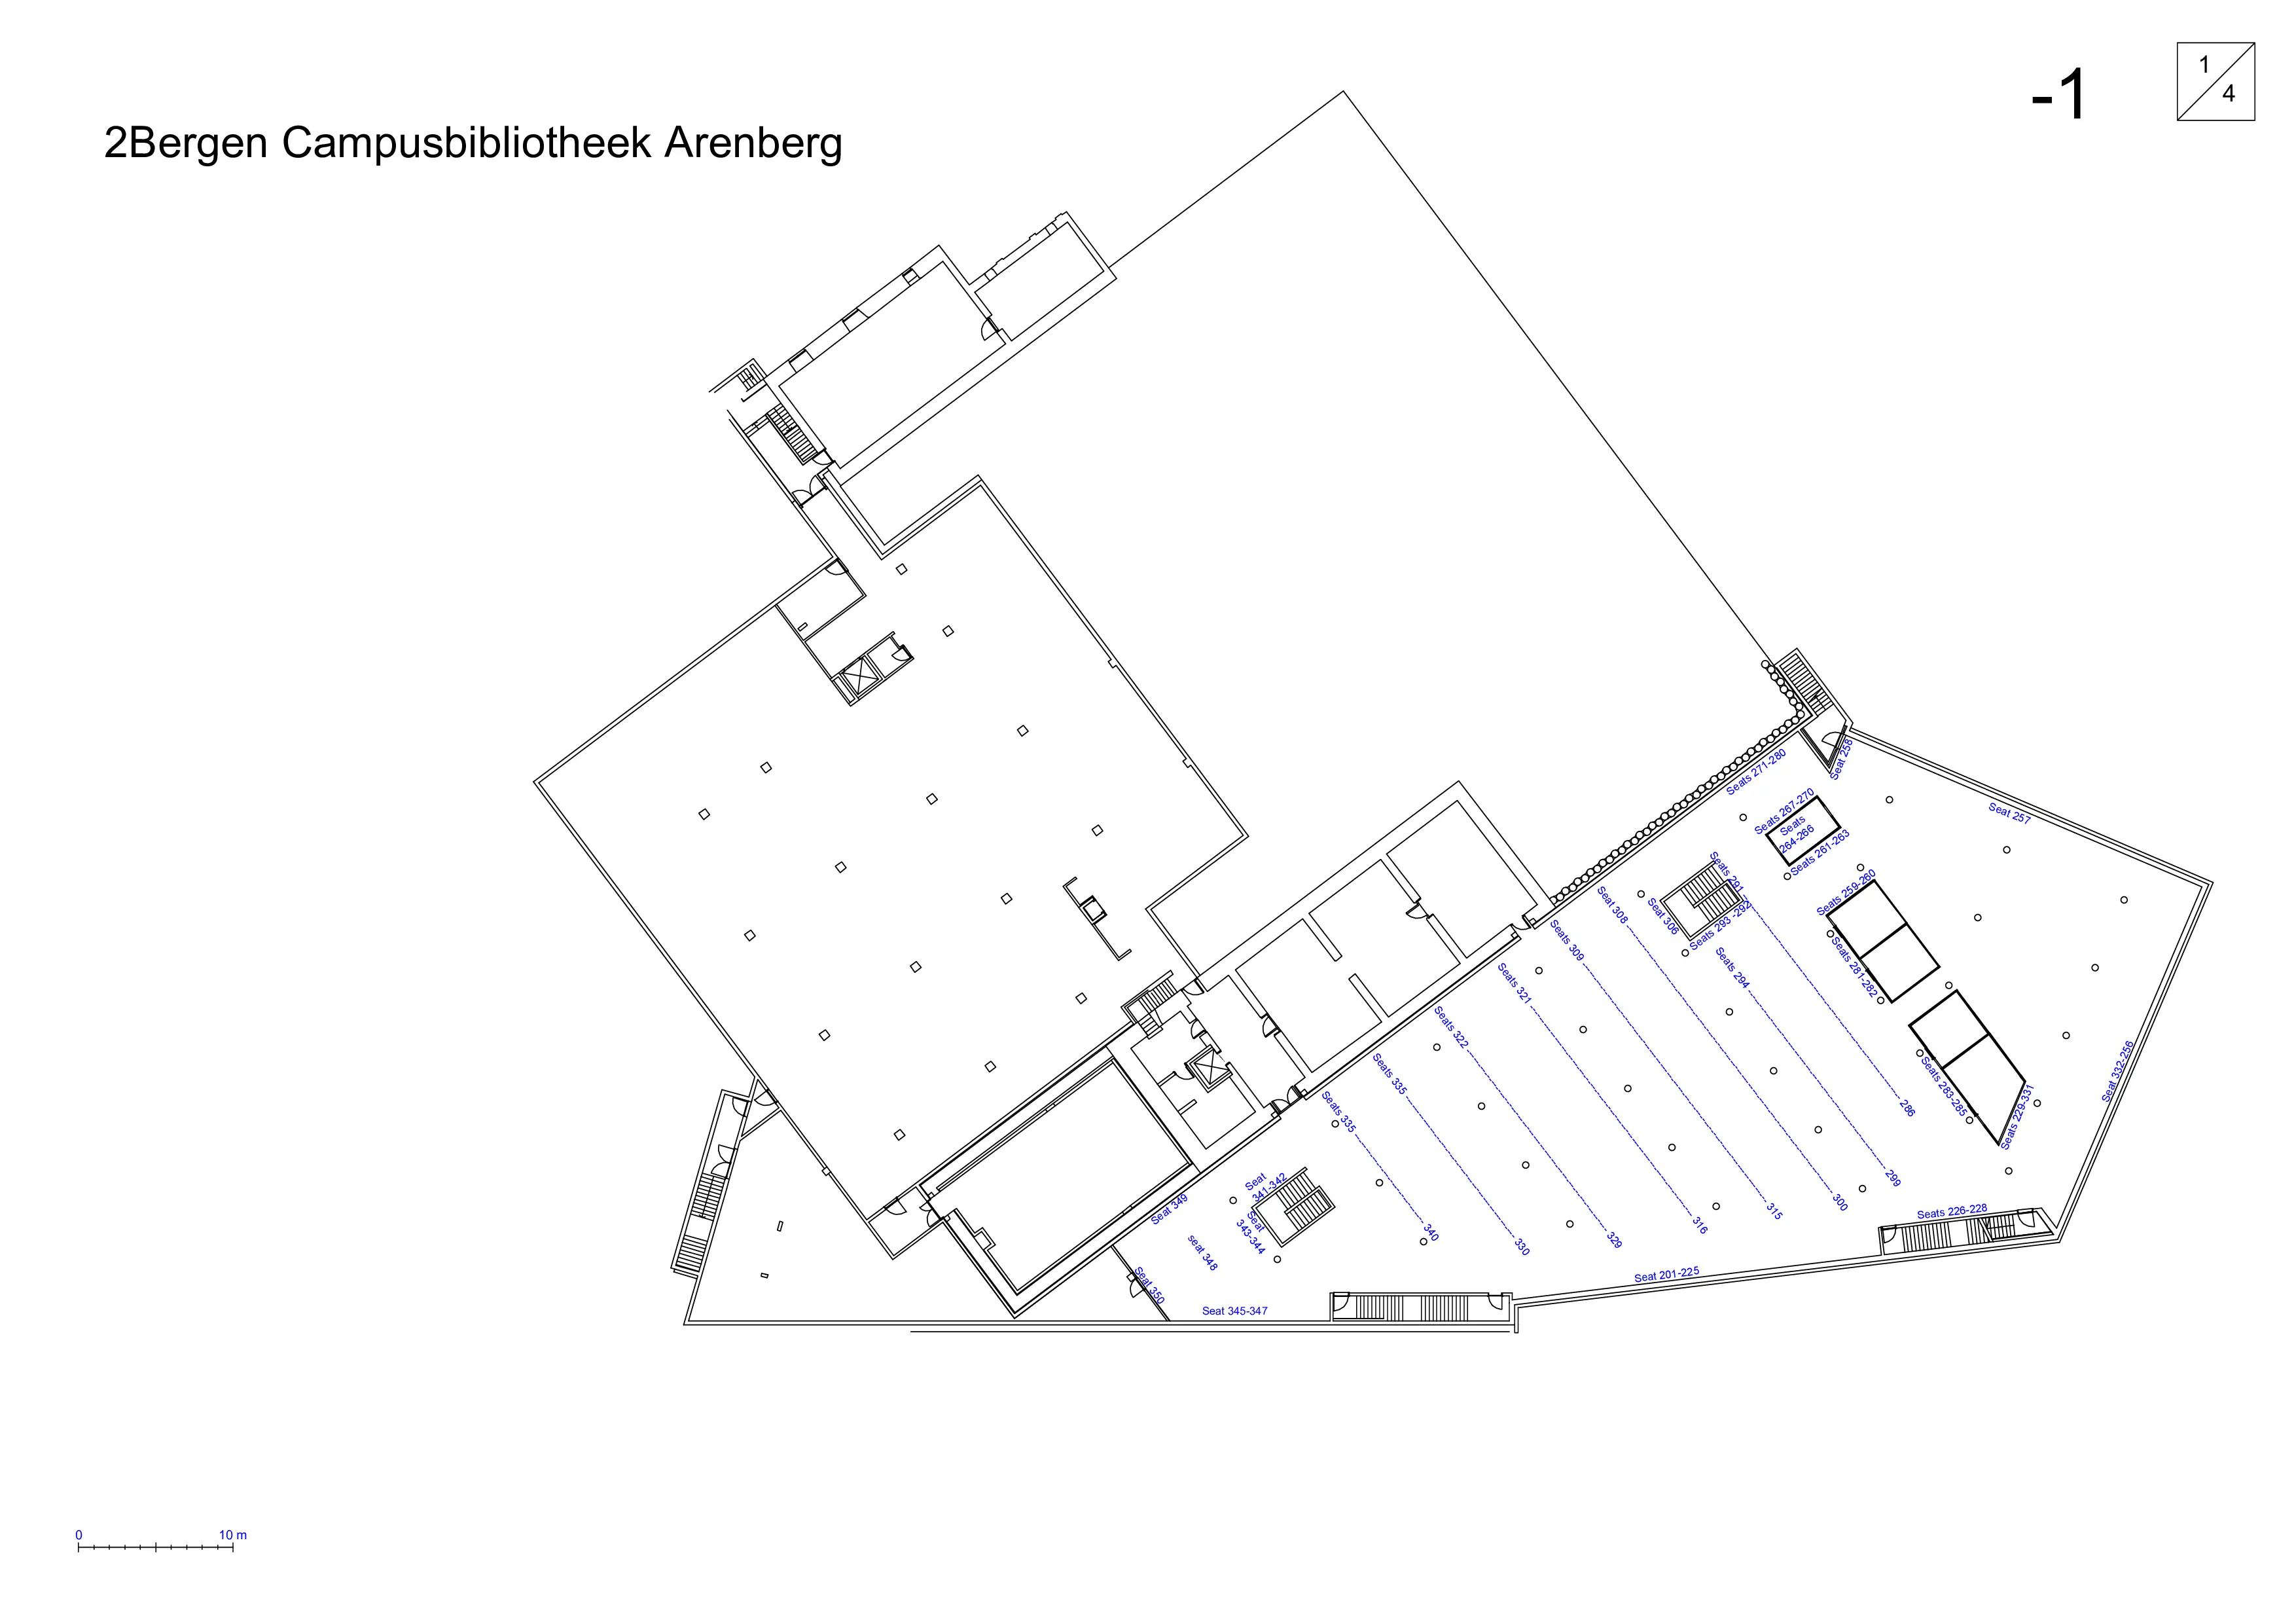 2Bergen Campusbibliotheek Arenberg
-1
1
4
Seats 271-280
Seat 258
Seats 267-270
Seats
264-266
Seats 261-263
Seat 257
Seats 259-260
Seats 281-282
Seats 283-285
Seats 229-331
Seat 332-256
Seats 226-228
Seat 201-225
Seats 291 ------ 286
Seats 293 -292
Seat 306
Seats 294 ------ 299
Seat 308 ------ 300
Seats 309 ------ 315
Seats 321 ------ 316
Seats 322 ------ 329
Seats 335 ------ 330
Seats 335 ------ 340
Seat
341-342
Seat
343-344
Seat 349
seat 348
Seat 350
Seat 345-347
0
10 m